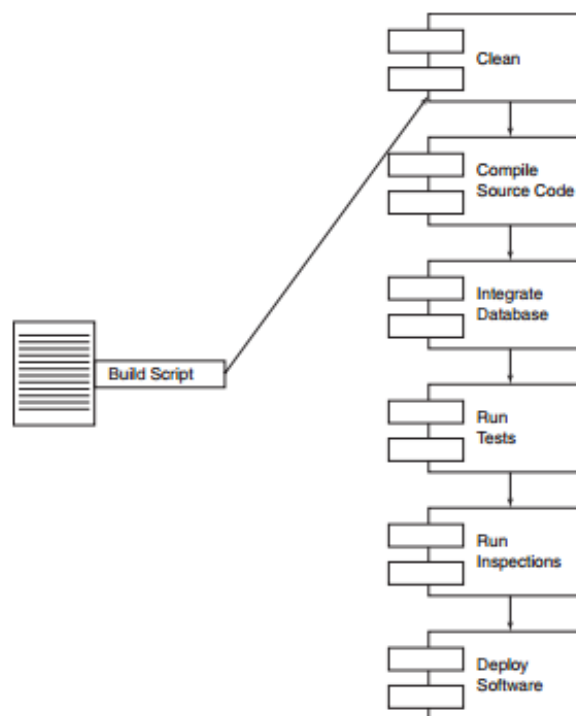 Clean
Compile
Source Code
Integrate
Database
Build Script
Run
Tests
Run
Inspections
Deploy
Software